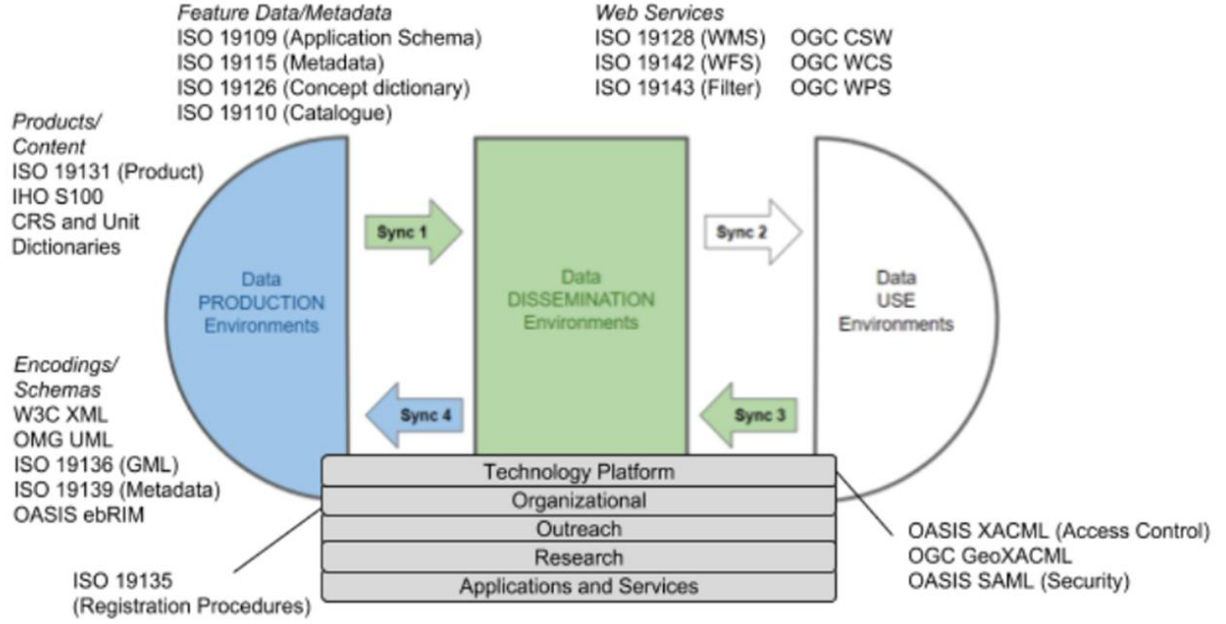 Feature Data/Metadata
ISO 19109 (Application Schema)
ISO 19115 (Metadata)
ISO 19126 (Concept dictionary)
ISO 19110 (Catalogue)
Web Services
ISO 19128 (WMS) OGC CSW
ISO 19142 (WFS) OGC WCS
ISO 19143 (Filter) OGC WPS
Products/
Content
ISO 19131 (Product)
IHO S100
CRS and Unit
Dictionaries
Sync 1
Sync 2
Data
PRODUCTION
Environments
Data
DISSEMINATION
Environments
Data
USE
Environments
Encodings/
Schemas
W3C XML
OMG UML
ISO 19136 (GML)
ISO 19139 (Metadata)
OASIS ebRIM
Sync 4
Sync 3
Technology Platform
Organizational
Outreach
Research
Applications and Services
ISO 19135
(Registration Procedures)
OASIS XACML (Access Control)
OGC GeoXACML
OASIS SAML (Security)